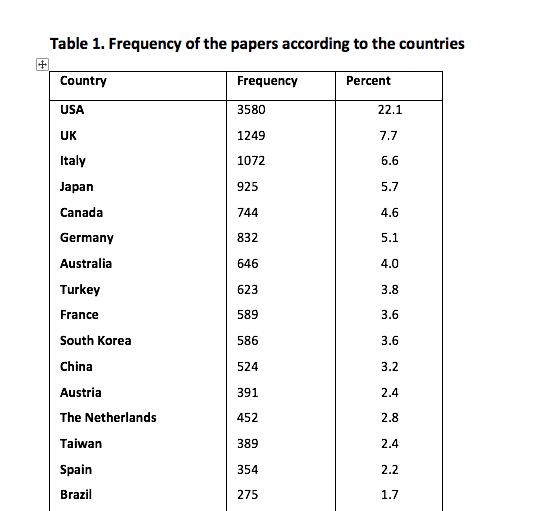 Table 1. Frequency of the papers according to the countries
Country Frequency Percent
USA 3580 22.1
UK 1249 7.7
Italy 1072 6.6
Japan 925 5.7
Canada 744 4.6
Germany 832 5.1
Australia 646 4.0
Turkey 623 3.8
France 589 3.6
South Korea 586 3.6
China 524 3.2
Austria 391 2.4
The Netherlands 452 2.8
Taiwan 389 2.4
Spain 354 2.2
Brazil 275 1.7